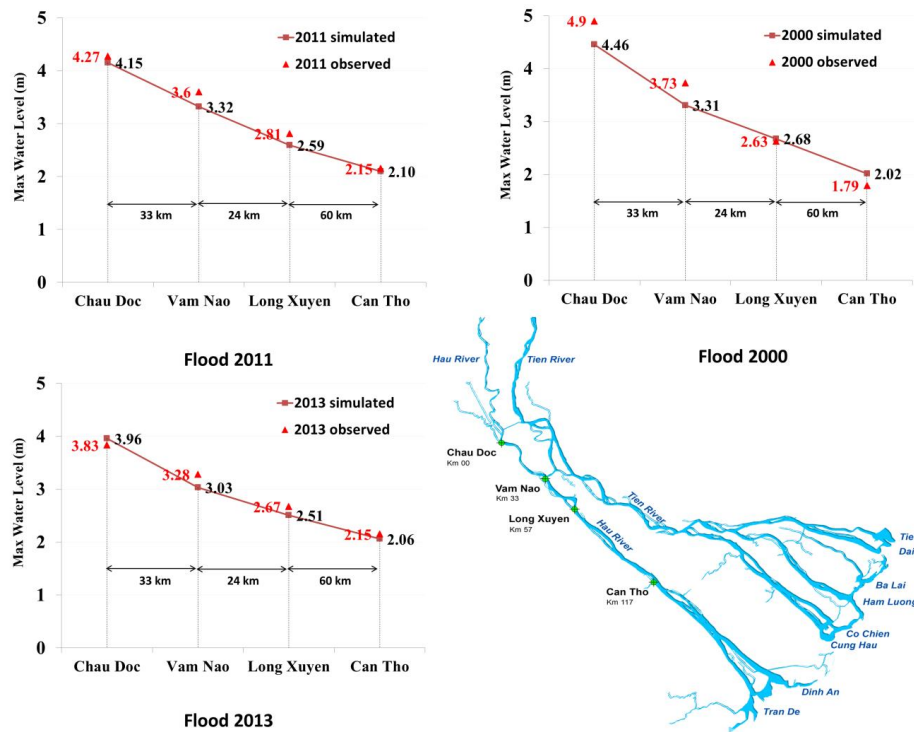 5
4
3
2
1
0
Max Water Level (m)
2011 simulated
2011 observed
4.27
4.15
3.6
3.32
2.81
2.59
2.15
2.10
33 km
24 km
60 km
Chau Doc
Vam Nao
Long Xuyen
Can Tho
Flood 2011
5
4
3
2
1
0
Max Water Level (m)
2000 simulated
2000 observed
4.9
4.46
3.73
3.31
2.63
2.68
1.79
2.02
33 km
24 km
60 km
Chau Doc
Vam Nao
Long Xuyen
Can Tho
Flood 2000
5
4
3
2
1
0
Max Water Level (m)
2013 simulated
2013 observed
3.83
3.96
3.28
3.03
2.67
2.51
2.15
2.06
33 km
24 km
60 km
Chau Doc
Vam Nao
Long Xuyen
Can Tho
Flood 2013
Hau River
Tien River
Chau Doc
Km 00
Vam Nao
Km 33
Long Xuyen
Km 57
Tien River
Hau River
Can Tho
Km 117
Tie
Dai
Ba Lai
Ham Luong
Co Chien
Cung Hau
Dinh An
Tran De